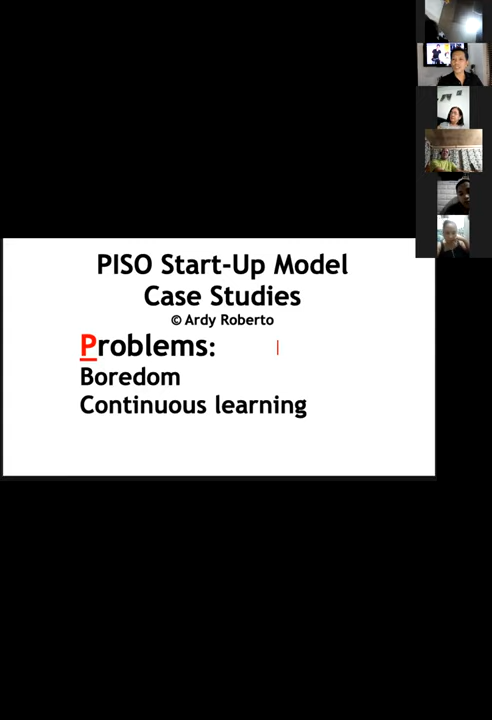 PISO Start-Up Model
Case Studies
© Ardy Roberto
Problems:
Boredom
Continuous learning